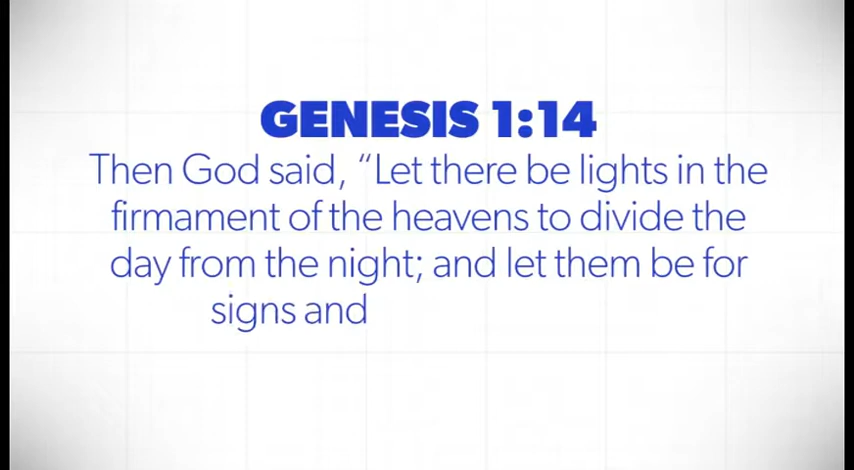 GENESIS 1:14
Then God said, “Let there be lights in the
firmament of the heavens to divide the
day from the night; and let them be for
signs and